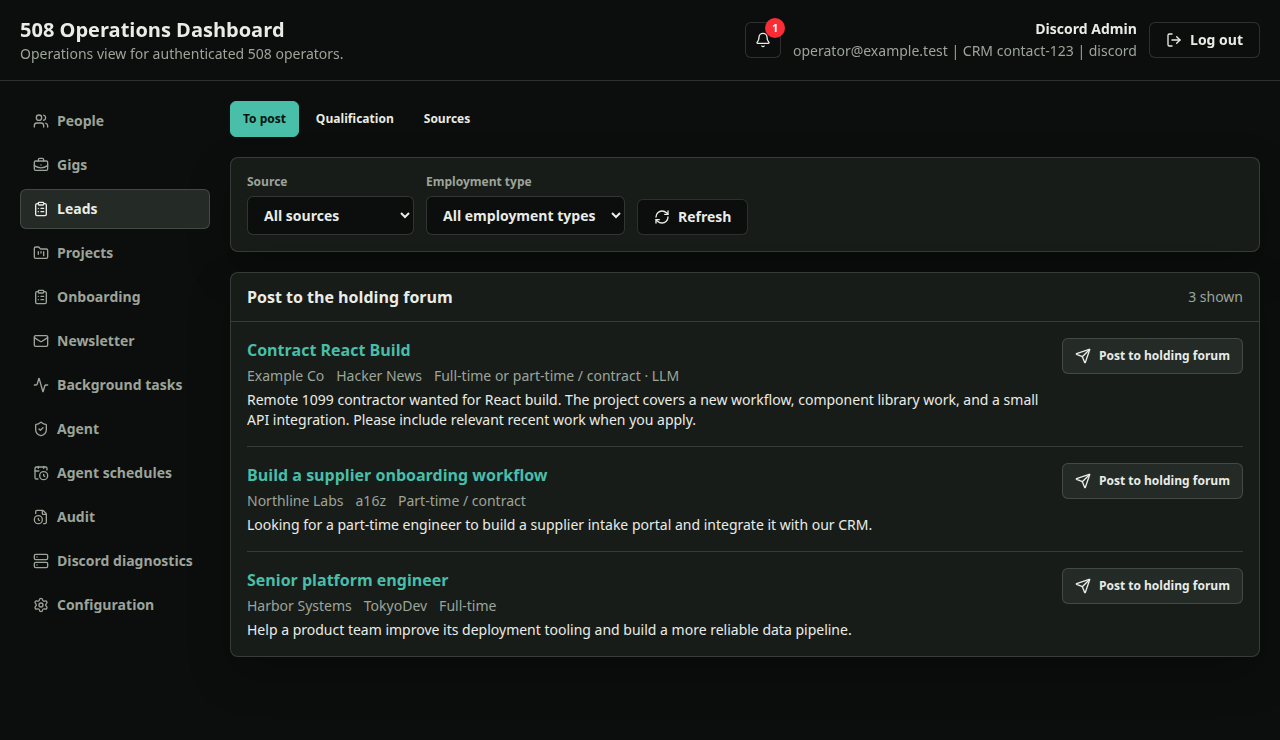 508 Operations Dashboard
Operations view for authenticated 508 operators.
1
Discord Admin
operator@example.test | CRM contact-123 | discord
Log out
People
Gigs
Leads
Projects
Onboarding
Newsletter
Background tasks
Agent
Agent schedules
Audit
Discord diagnostics
Configuration
To post
Qualification
Sources
Source
Employment type
All sources
All employment types
Refresh
Post to the holding forum
3 shown
Contract React Build
Example Co Hacker News Full-time or part-time / contract · LLM
Remote 1099 contractor wanted for React build. The project covers a new workflow, component library work, and a small
API integration. Please include relevant recent work when you apply.
Post to holding forum
Build a supplier onboarding workflow
Northline Labs a16z Part-time / contract
Looking for a part-time engineer to build a supplier intake portal and integrate it with our CRM.
Post to holding forum
Senior platform engineer
Harbor Systems TokyoDev Full-time
Help a product team improve its deployment tooling and build a more reliable data pipeline.
Post to holding forum